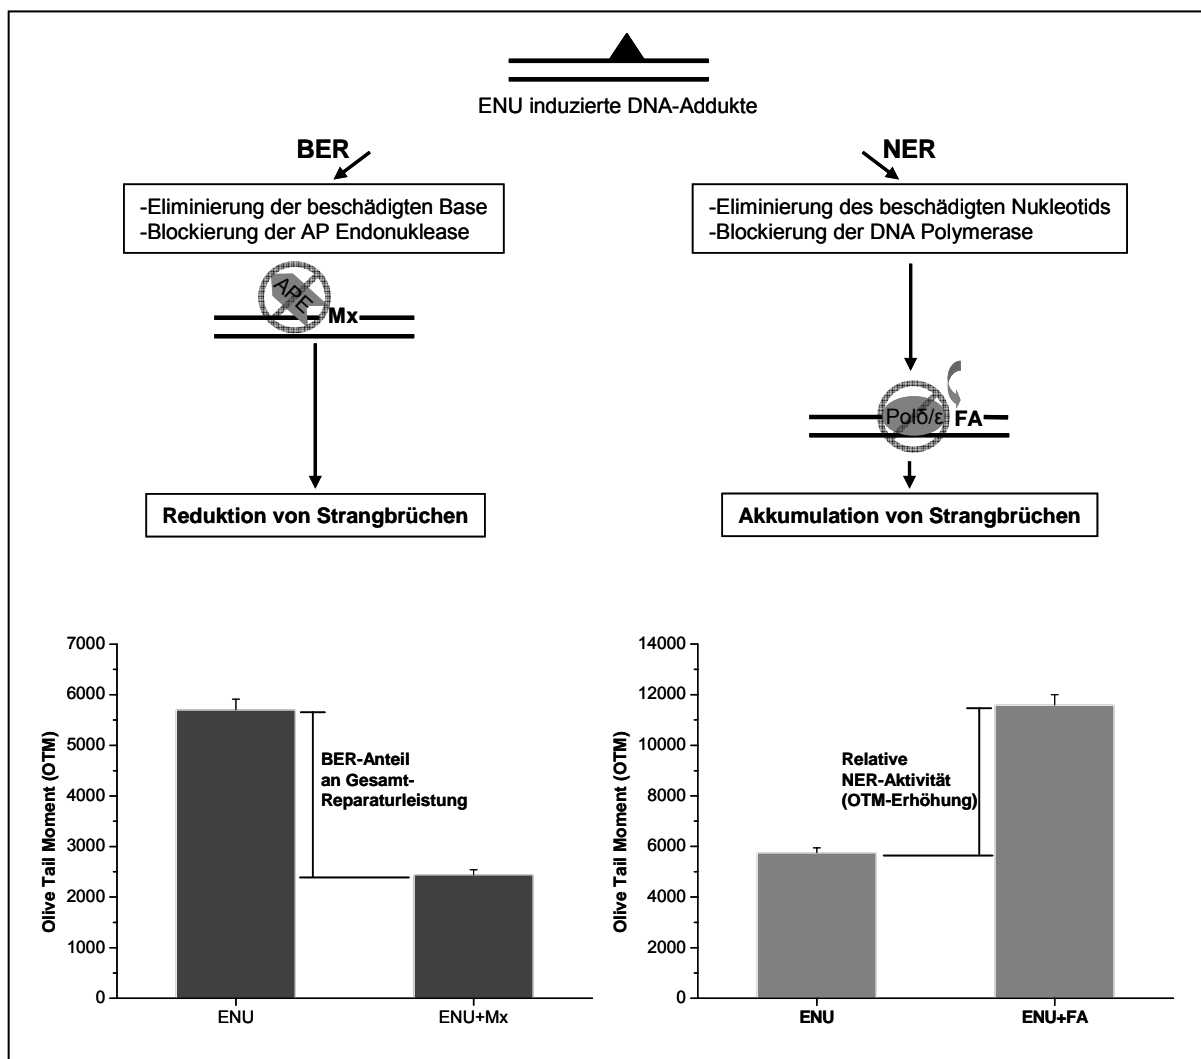 ENU induzierte DNA-Addukte
BER
-Eliminierung der beschädigten Base
-Blockierung der AP Endonuklease
APE
Mx
Reduktion von Strangbrüchen
NER
-Eliminierung des beschädigten Nukleotids
-Blockierung der DNA Polymerase
Polδ/ε
FA
Akkumulation von Strangbrüchen
Olive Tail Moment (OTM)
7000
6000
5000
4000
3000
2000
1000
0
BER-Anteil
an Gesamt-
Reparaturleistung
ENU
ENU+Mx
Olive Tail Moment (OTM)
14000
12000
10000
8000
6000
4000
2000
0
Relative
NER-Aktivität
(OTM-Erhöhung)
ENU
ENU+FA